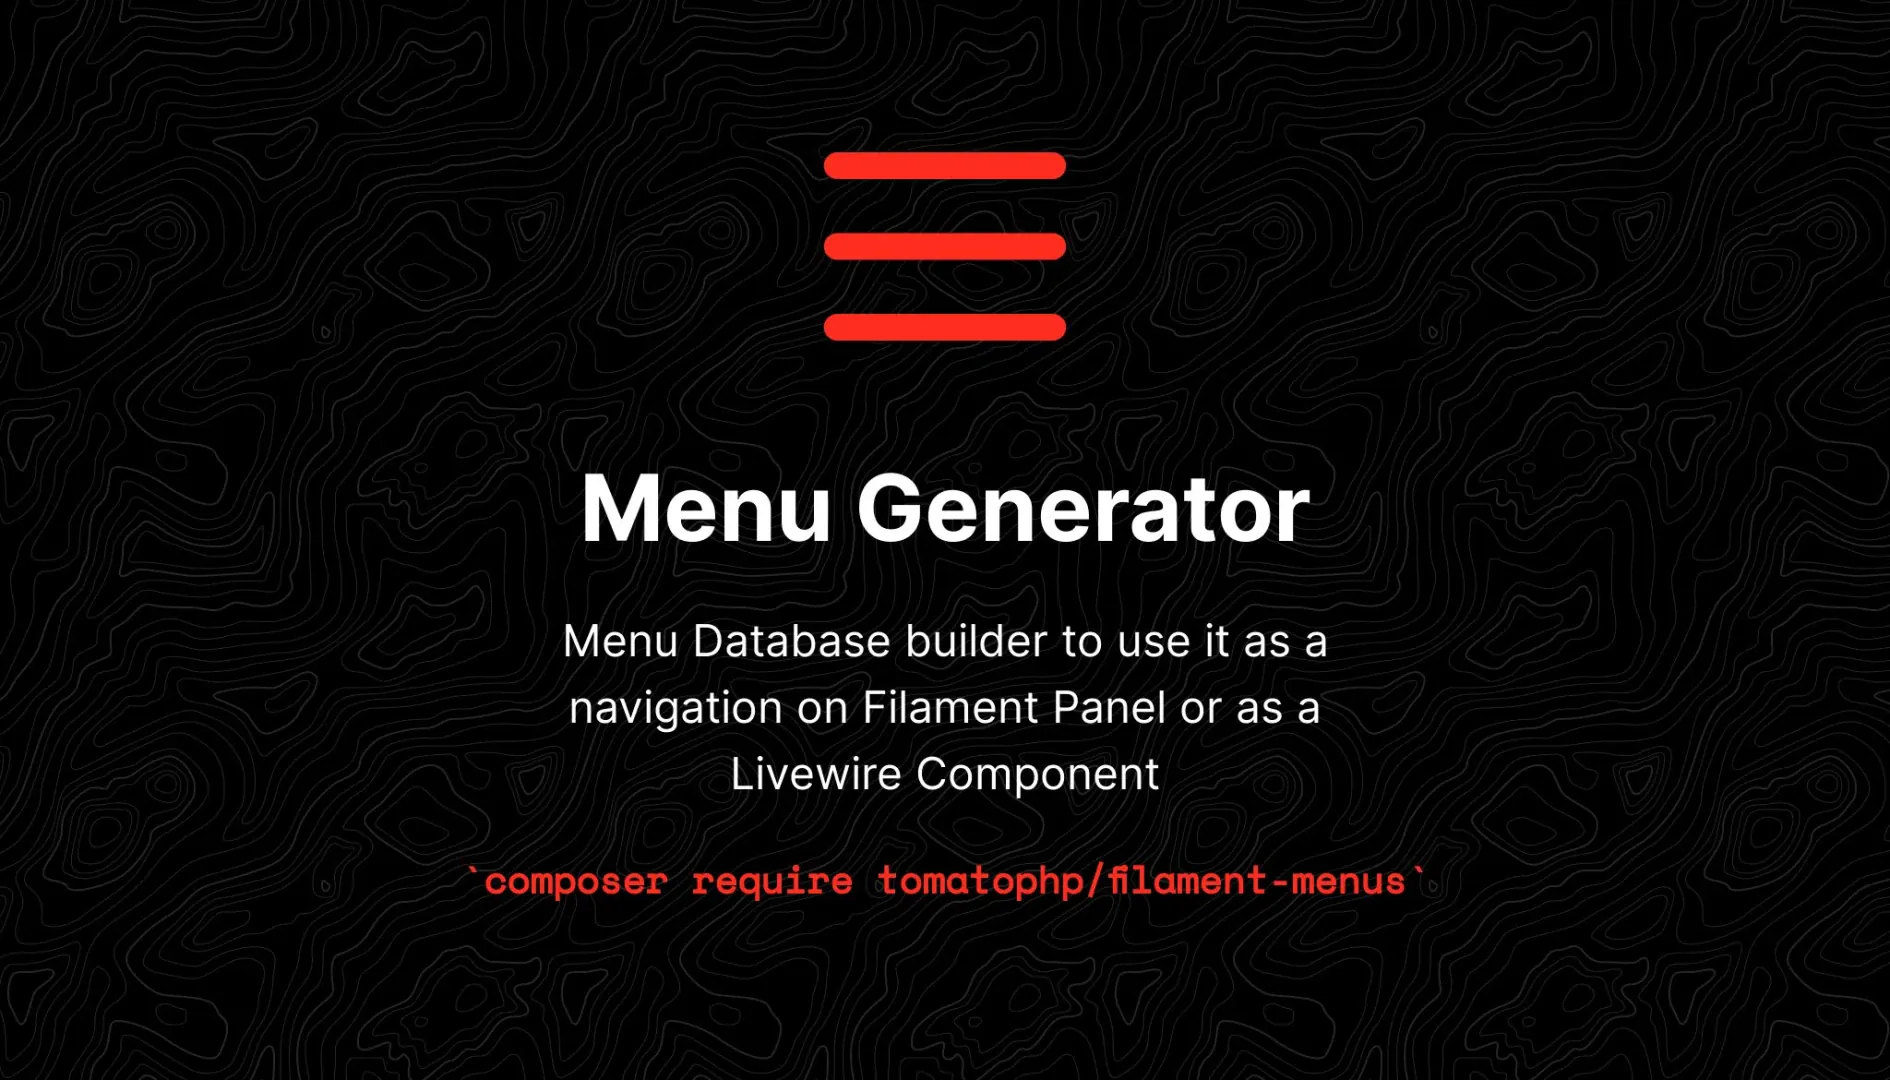 Menu Generator
Menu Database builder to use it as a
navigation on Filament Panel or as a
Livewire Component
`composer require tomatophp/filament-menus`